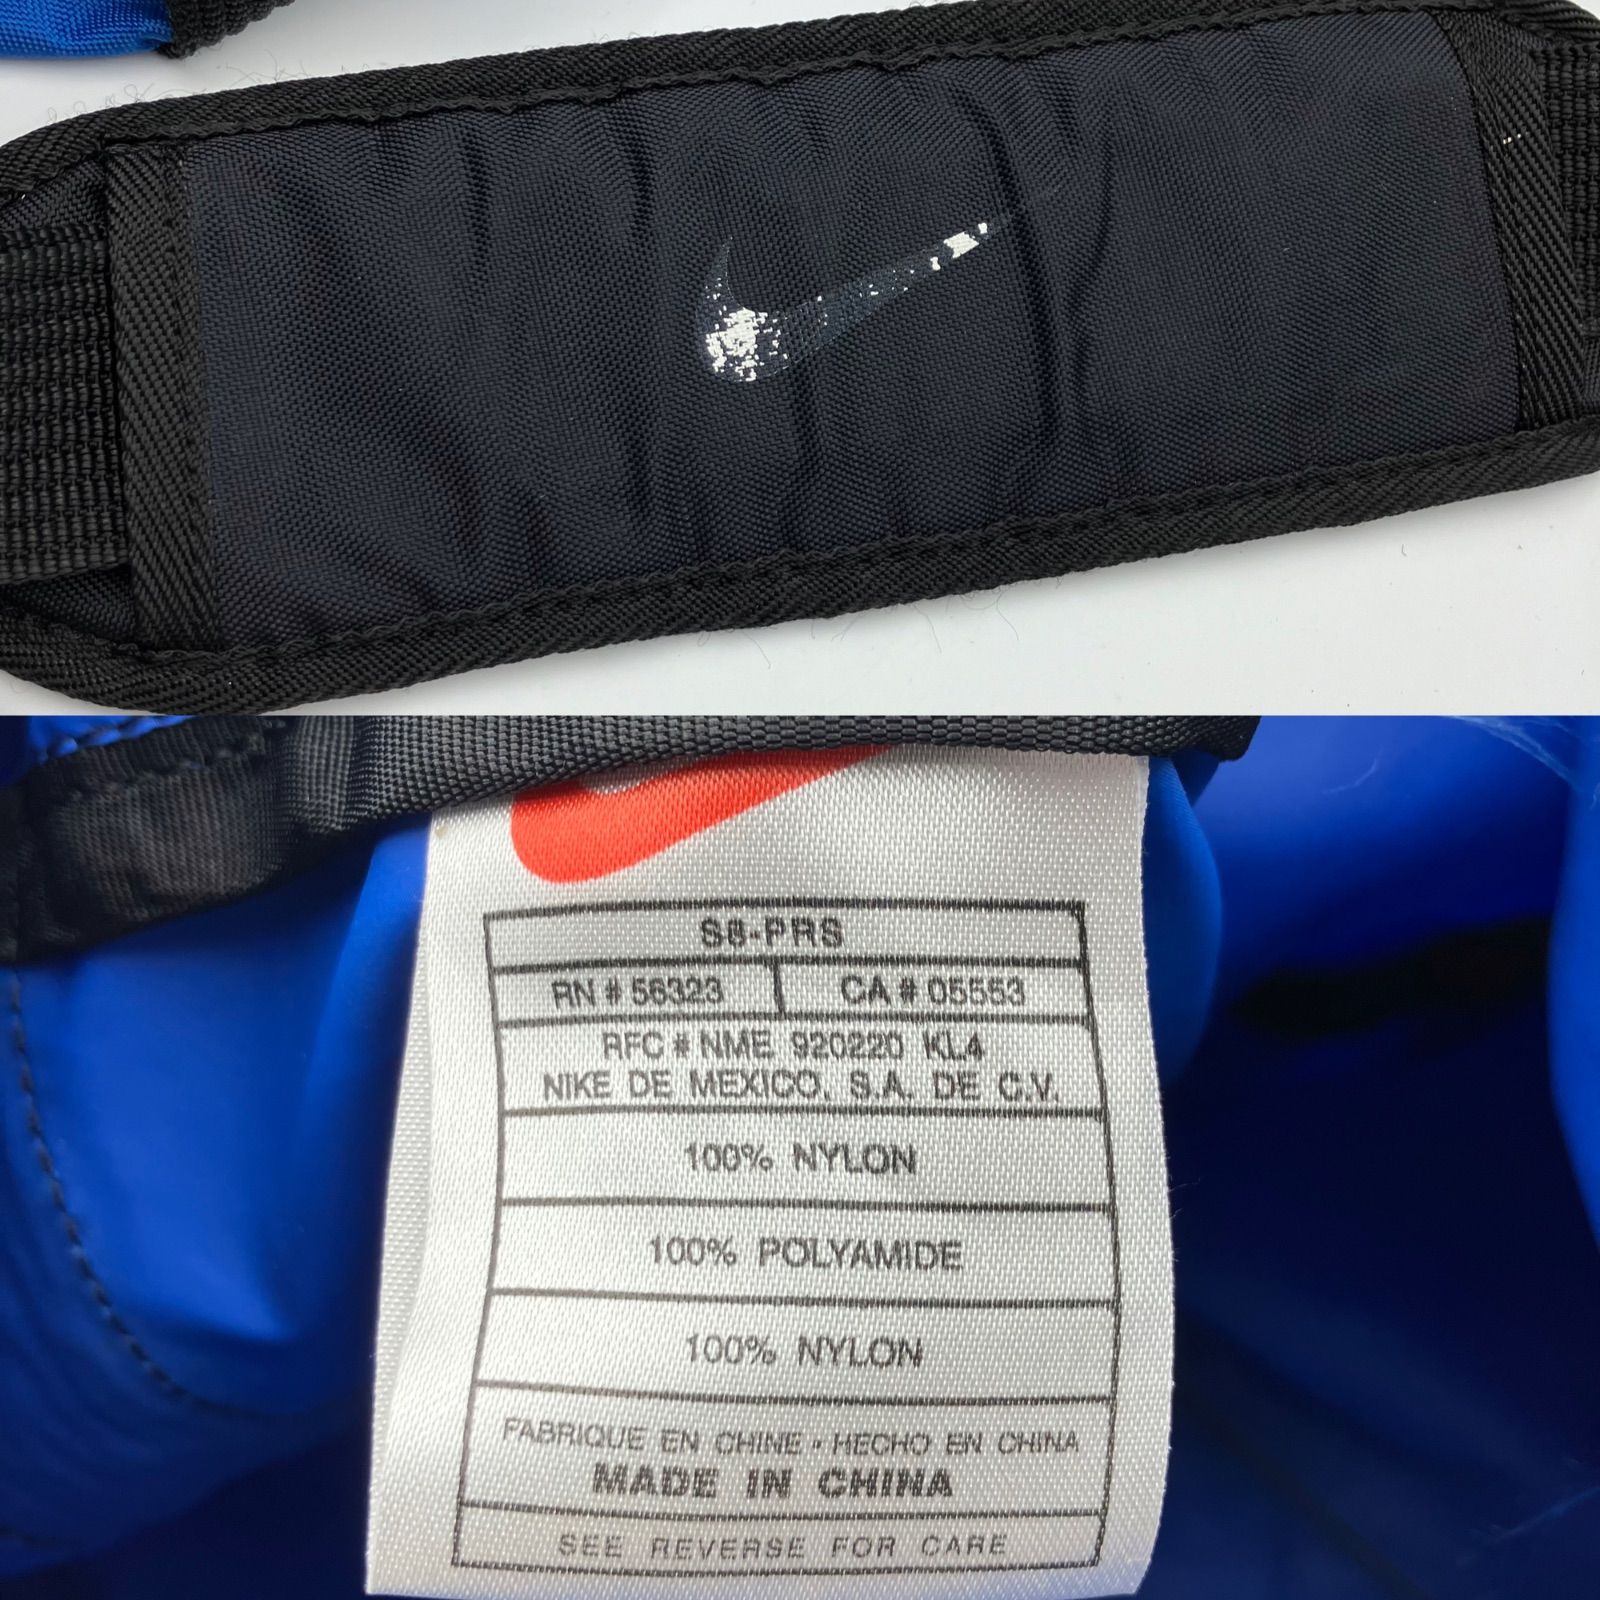 S6-PRS
RN # 56323 CA # 05553
RFC # NME 920220 KL4
NIKE DE MEXICO, S.A. DE C.V.
100% NYLON
100% POLYAMIDE
100% NYLON
FABRIQUE EN CHINE • HECHO EN CHINA
MADE IN CHINA
SEE REVERSE FOR CARE